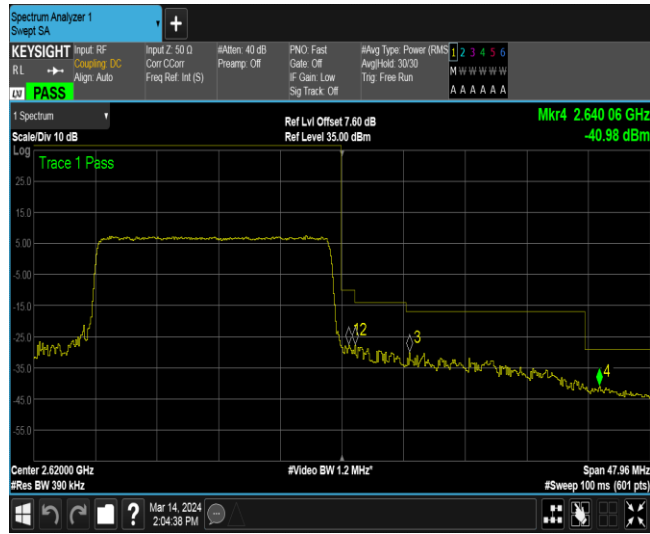 Spectrum Analyzer 1
Swept SA
+
KEYSIGHT Input: RF Input Z: 50 Ω #Atten: 40 dB PNO: Fast #Avg Type: Power (RMS 1 2 3 4 5 6
RL Coupling: DC Corr CCorr Preamp: Off Gate: Off Avg|Hold: 30/30 M W W W W W
Align: Auto Freq Ref: Int (S) IF Gain: Low Trig: Free Run
LXI PASS Sig Track: Off A A A A A A
1 Spectrum Ref Lvl Offset 7.60 dB Mkr4 2.640 06 GHz
Scale/Div 10 dB Ref Level 35.00 dBm -40.98 dBm
Log
Trace 1 Pass
25.0
15.0
5.00
-5.00
-15.0
-25.0
12
3
-35.0
4
-45.0
-55.0
Center 2.62000 GHz #Video BW 1.2 MHz* Span 47.96 MHz
#Res BW 390 kHz #Sweep 100 ms (601 pts)
? Mar 14, 2024
2:04:38 PM